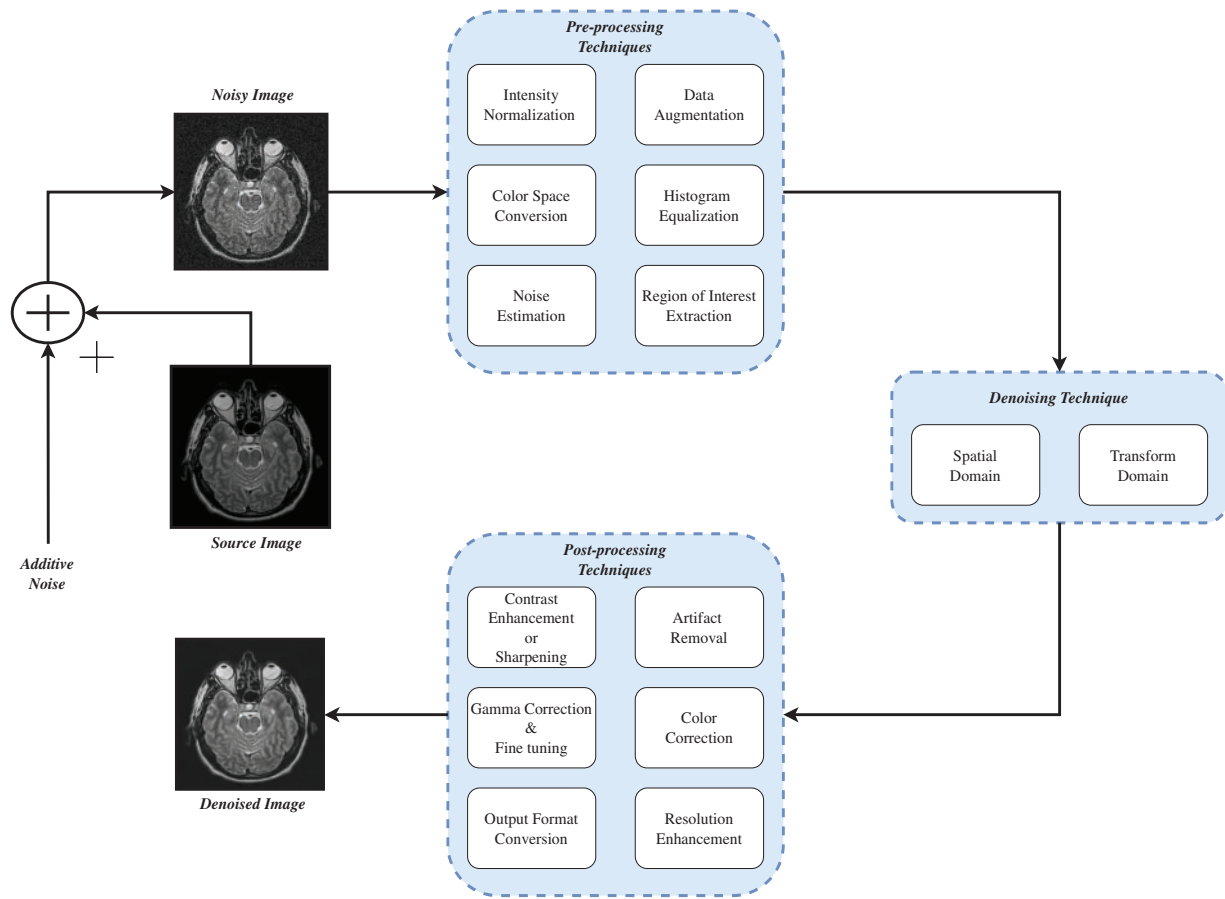 Pre-processing
Techniques
Intensity
Normalization
Data
Augmentation
Color Space
Conversion
Histogram
Equalization
Noise
Estimation
Region of Interest
Extraction
Noisy Image
Source Image
Additive
Noise
Denoising Technique
Spatial
Domain
Transform
Domain
Post-processing
Techniques
Contrast
Enhancement
or
Sharpening
Artifact
Removal
Gamma Correction
&
Fine tuning
Color
Correction
Output Format
Conversion
Resolution
Enhancement
Denoised Image